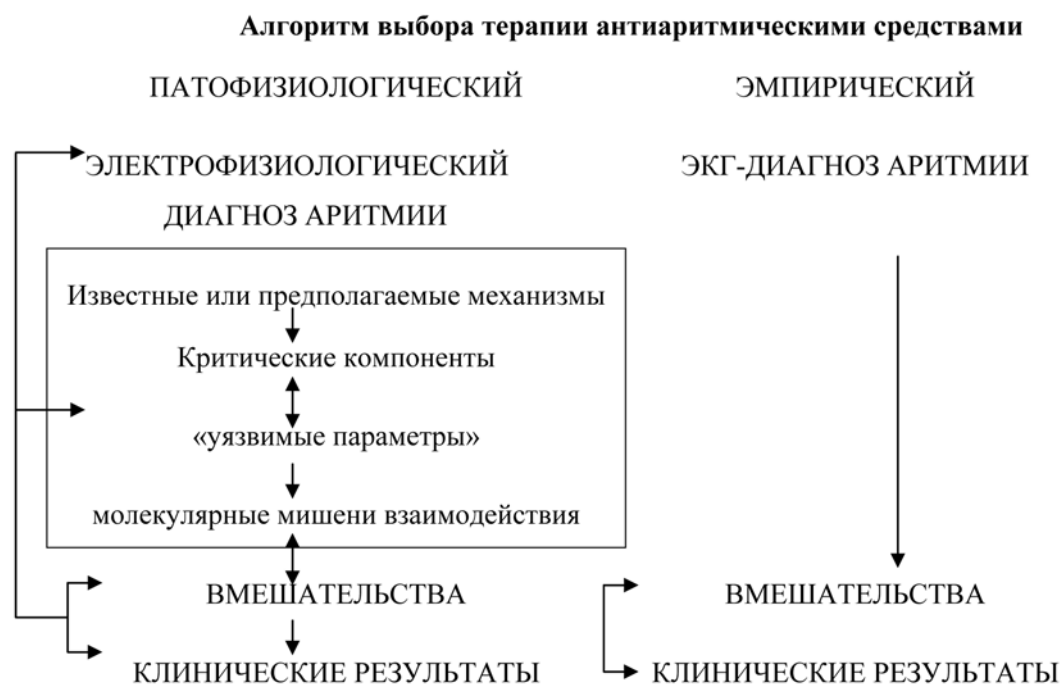 Алгоритм выбора терапии антиаритмическими средствами
ПАТОФИЗИОЛОГИЧЕСКИЙ
ЭМПИРИЧЕСКИЙ
ЭЛЕКТРОФИЗИОЛОГИЧЕСКИЙ
ЭКГ-ДИАГНОЗ АРИТМИИ
ДИАГНОЗ АРИТМИИ
Известные или предполагаемые механизмы
Критические компоненты
«уязвимые параметры»
молекулярные мишени взаимодействия
ВМЕШАТЕЛЬСТВА
ВМЕШАТЕЛЬСТВА
КЛИНИЧЕСКИЕ РЕЗУЛЬТАТЫ
КЛИНИЧЕСКИЕ РЕЗУЛЬТАТЫ